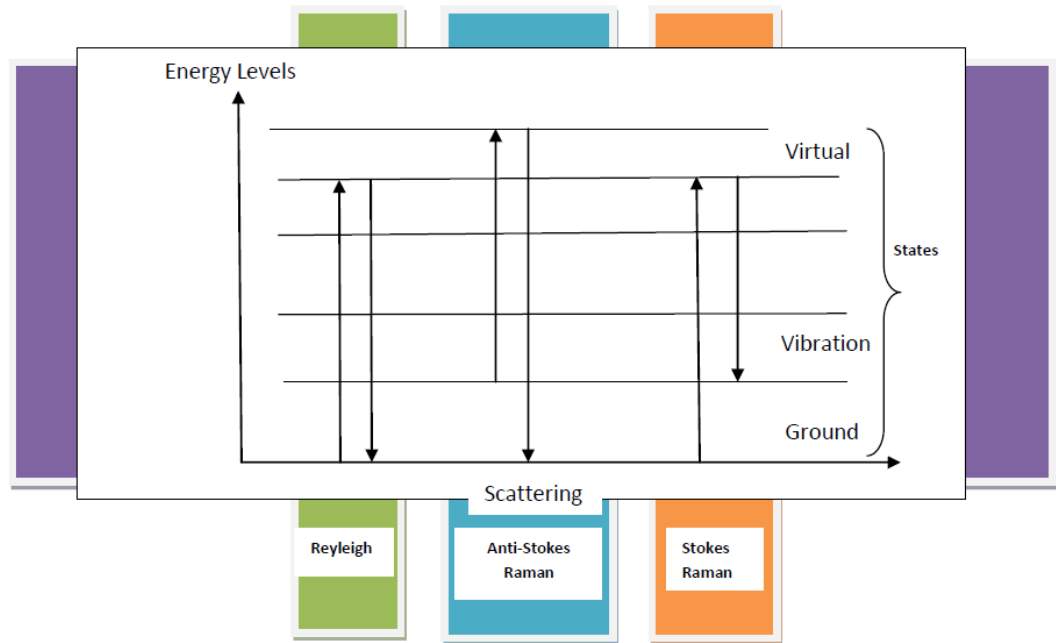 Energy Levels
Virtual
States
Vibration
Ground
Scattering
Reyleigh
Anti-Stokes
Raman
Stokes
Raman